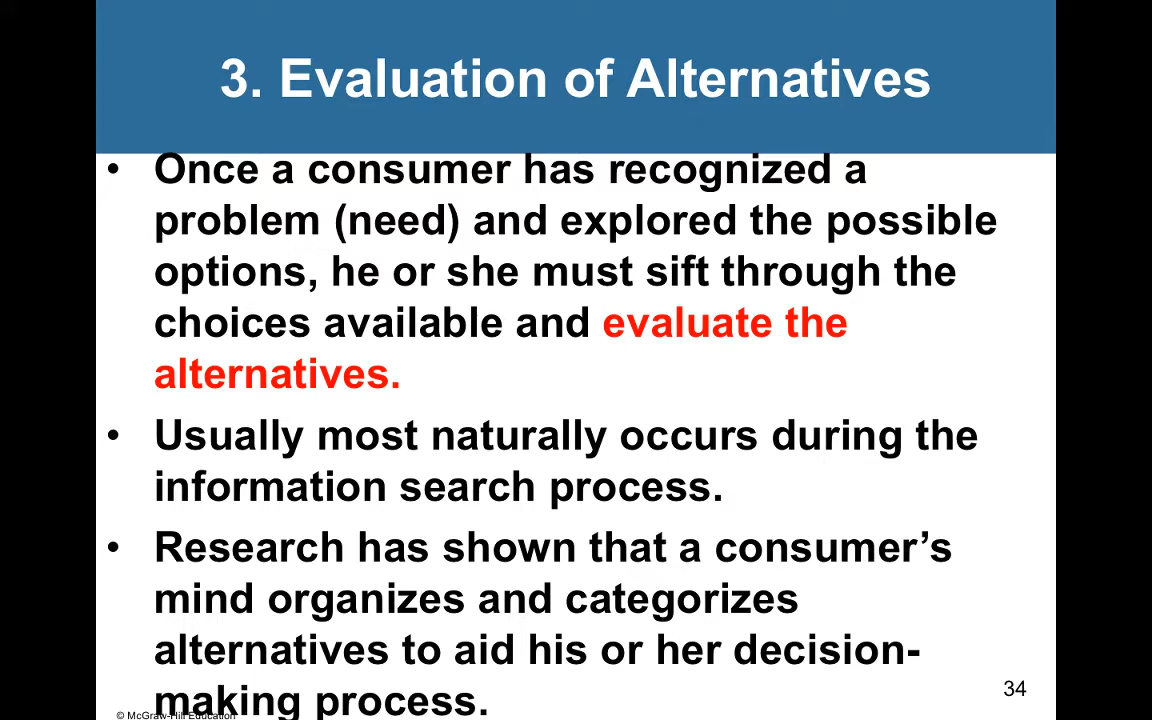 3. Evaluation of Alternatives
• Once a consumer has recognized a
problem (need) and explored the possible
options, he or she must sift through the
choices available and evaluate the
alternatives.
• Usually most naturally occurs during the
information search process.
• Research has shown that a consumer’s
mind organizes and categorizes
alternatives to aid his or her decision-
making process.
34
© McGraw-Hill Education